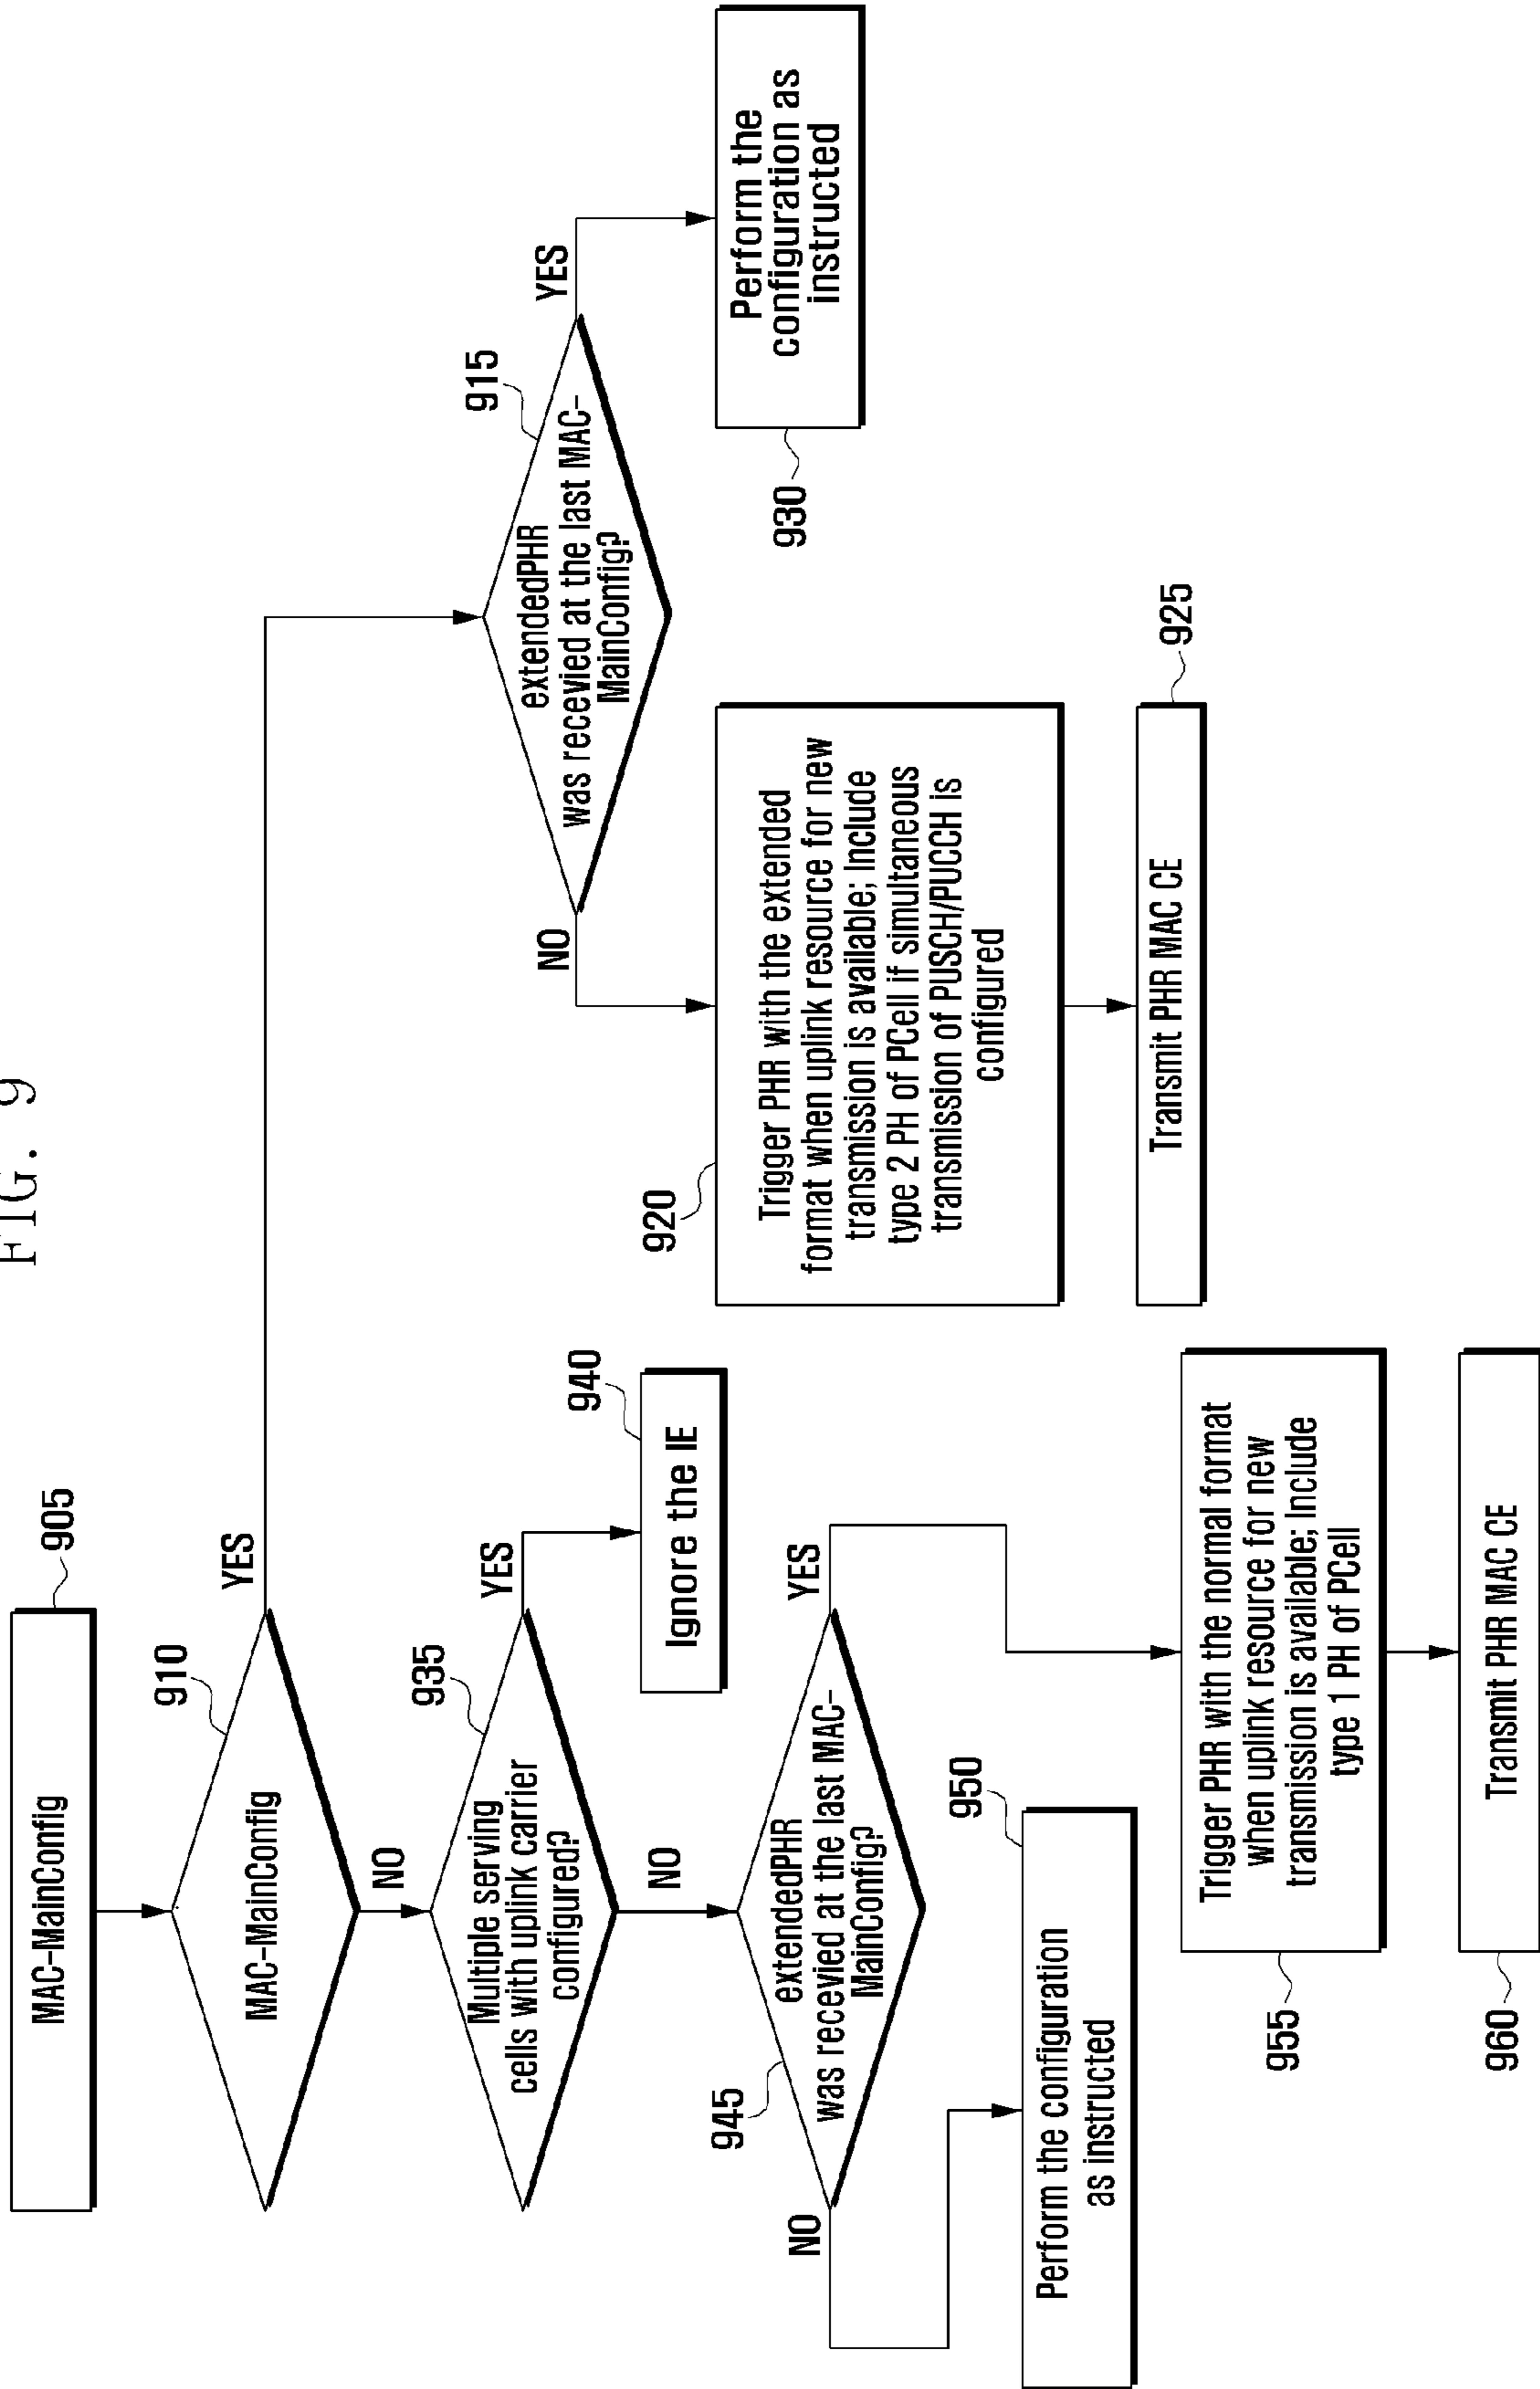 FIG. 9
MAC-MainConfig
905
910
MAC-MainConfig
YES
NO
935
Multiple serving
cells with uplink carrier
configured?
YES
940
Ignore the IE
NO
945
extendedPHR
was recevied at the last MAC-
MainConfig?
NO
YES
950
Perform the configuration
as instructed
955
Trigger PHR with the normal format
when uplink resource for new
transmission is available; Include
type 1 PH of PCell
960
Transmit PHR MAC CE
915
extendedPHR
was recevied at the last MAC-
MainConfig?
NO
YES
920
Trigger PHR with the extended
format when uplink resource for new
transmission is available; Include
type 2 PH of PCell if simultaneous
transmission of PUSCH/PUCCH is
configured
925
Transmit PHR MAC CE
930
Perform the
configuration as
instructed